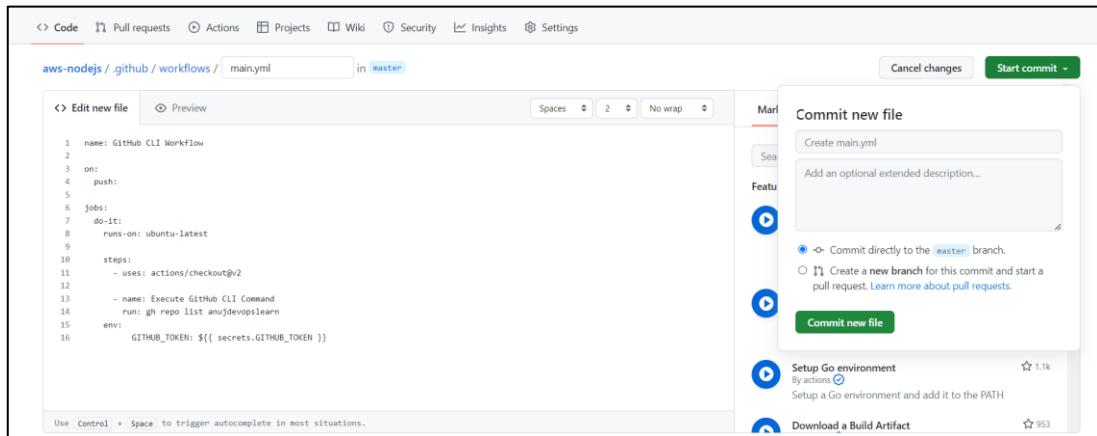 <> Code Pull requests Actions Projects Wiki Security Insights Settings
aws-nodejs / .github / workflows / main.yml in master
Cancel changes Start commit
<> Edit new file Preview
Spaces 2 No wrap
1 name: GitHub CLI Workflow
2
3 on:
4   push:
5
6 jobs:
7   do-it:
8     runs-on: ubuntu-latest
9
10     steps:
11       - uses: actions/checkout@v2
12
13       - name: Execute GitHub CLI Command
14         run: gh repo list anujdevopslearn
15     env:
16           GITHUB_TOKEN: ${{ secrets.GITHUB_TOKEN }}
Use Control + Space to trigger autocomplete in most situations.
Commit new file
Create main.yml
Add an optional extended description...
Commit directly to the master branch.
Create a new branch for this commit and start a
pull request. Learn more about pull requests.
Commit new file
Setup Go environment 1.1k
By actions
Setup a Go environment and add it to the PATH
Download a Build Artifact 953